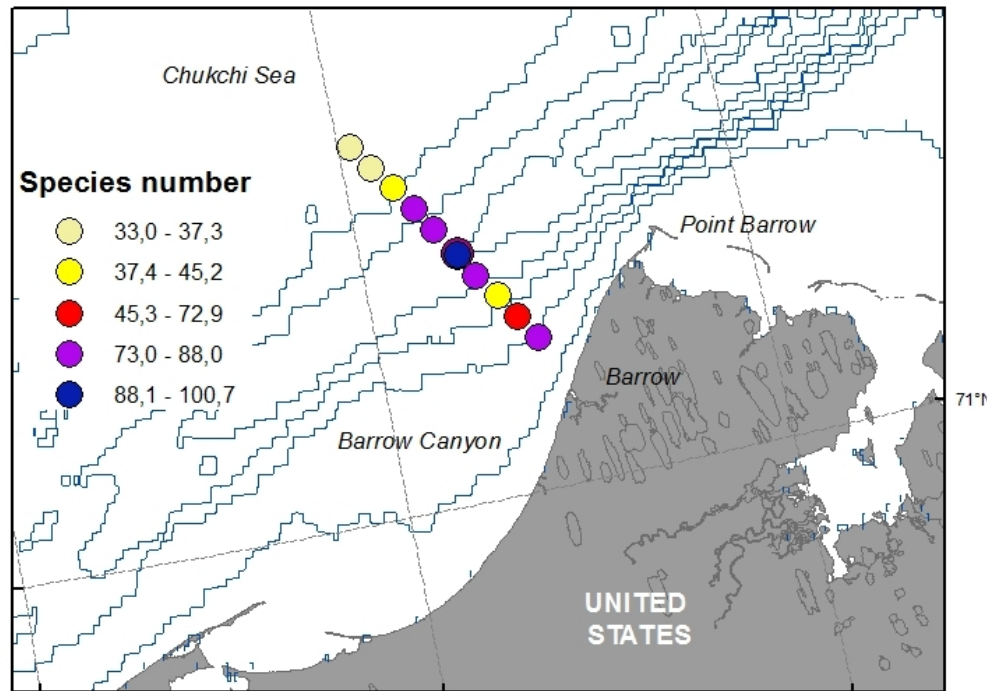 Chukchi Sea
Species number
33,0 - 37,3
37,4 - 45,2
45,3 - 72,9
73,0 - 88,0
88,1 - 100,7
Point Barrow
Barrow
71°N
Barrow Canyon
UNITED
STATES